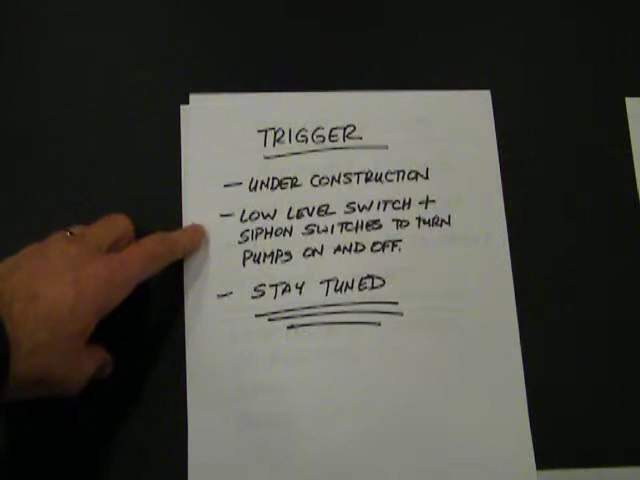 TRIGGER
- UNDER CONSTRUCTION
- LOW LEVEL SWITCH +
SIPHON SWITCHES TO TURN
PUMPS ON AND OFF.
- STAY TUNED